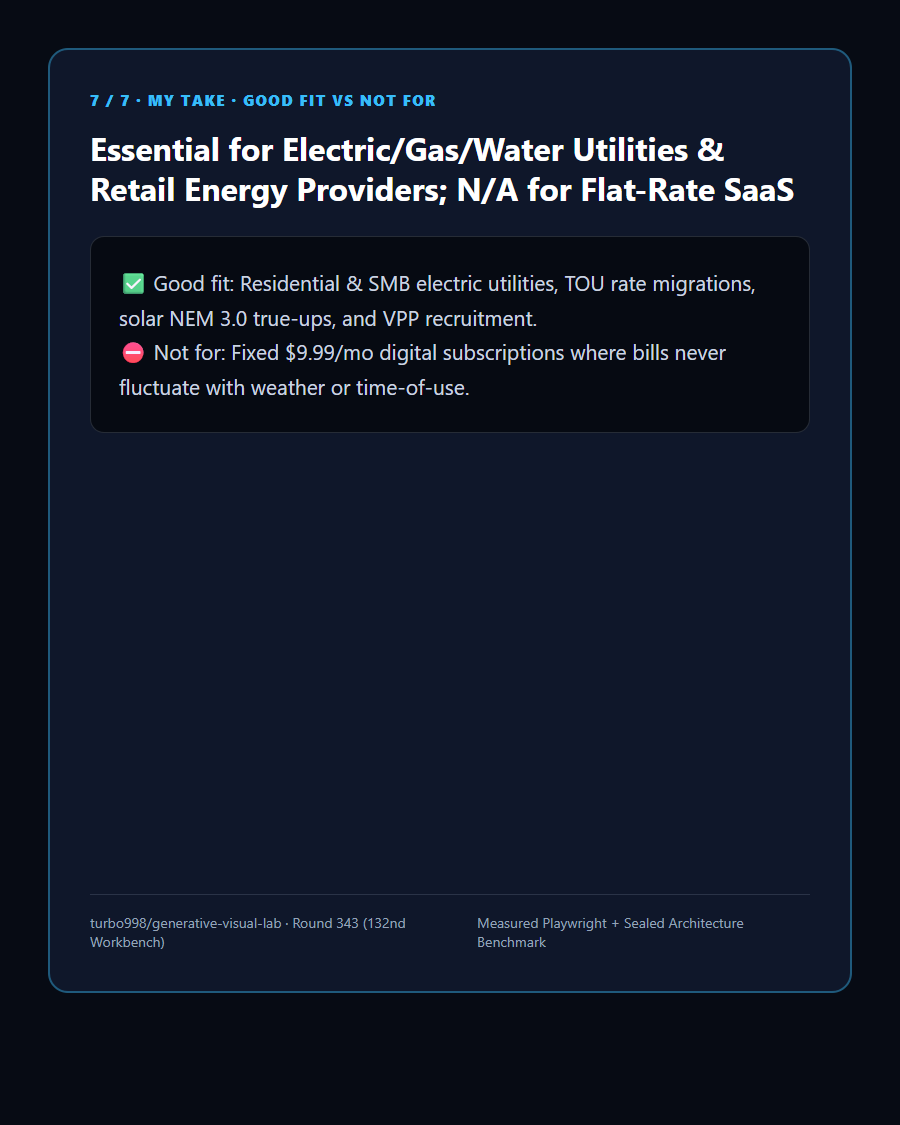 7 / 7 · MY TAKE · GOOD FIT VS NOT FOR
Essential for Electric/Gas/Water Utilities &
Retail Energy Providers; N/A for Flat-Rate SaaS
✅ Good fit: Residential & SMB electric utilities, TOU rate migrations,
solar NEM 3.0 true-ups, and VPP recruitment.
⛔ Not for: Fixed $9.99/mo digital subscriptions where bills never
fluctuate with weather or time-of-use.
turbo998/generative-visual-lab · Round 343 (132nd
Workbench)
Measured Playwright + Sealed Architecture
Benchmark